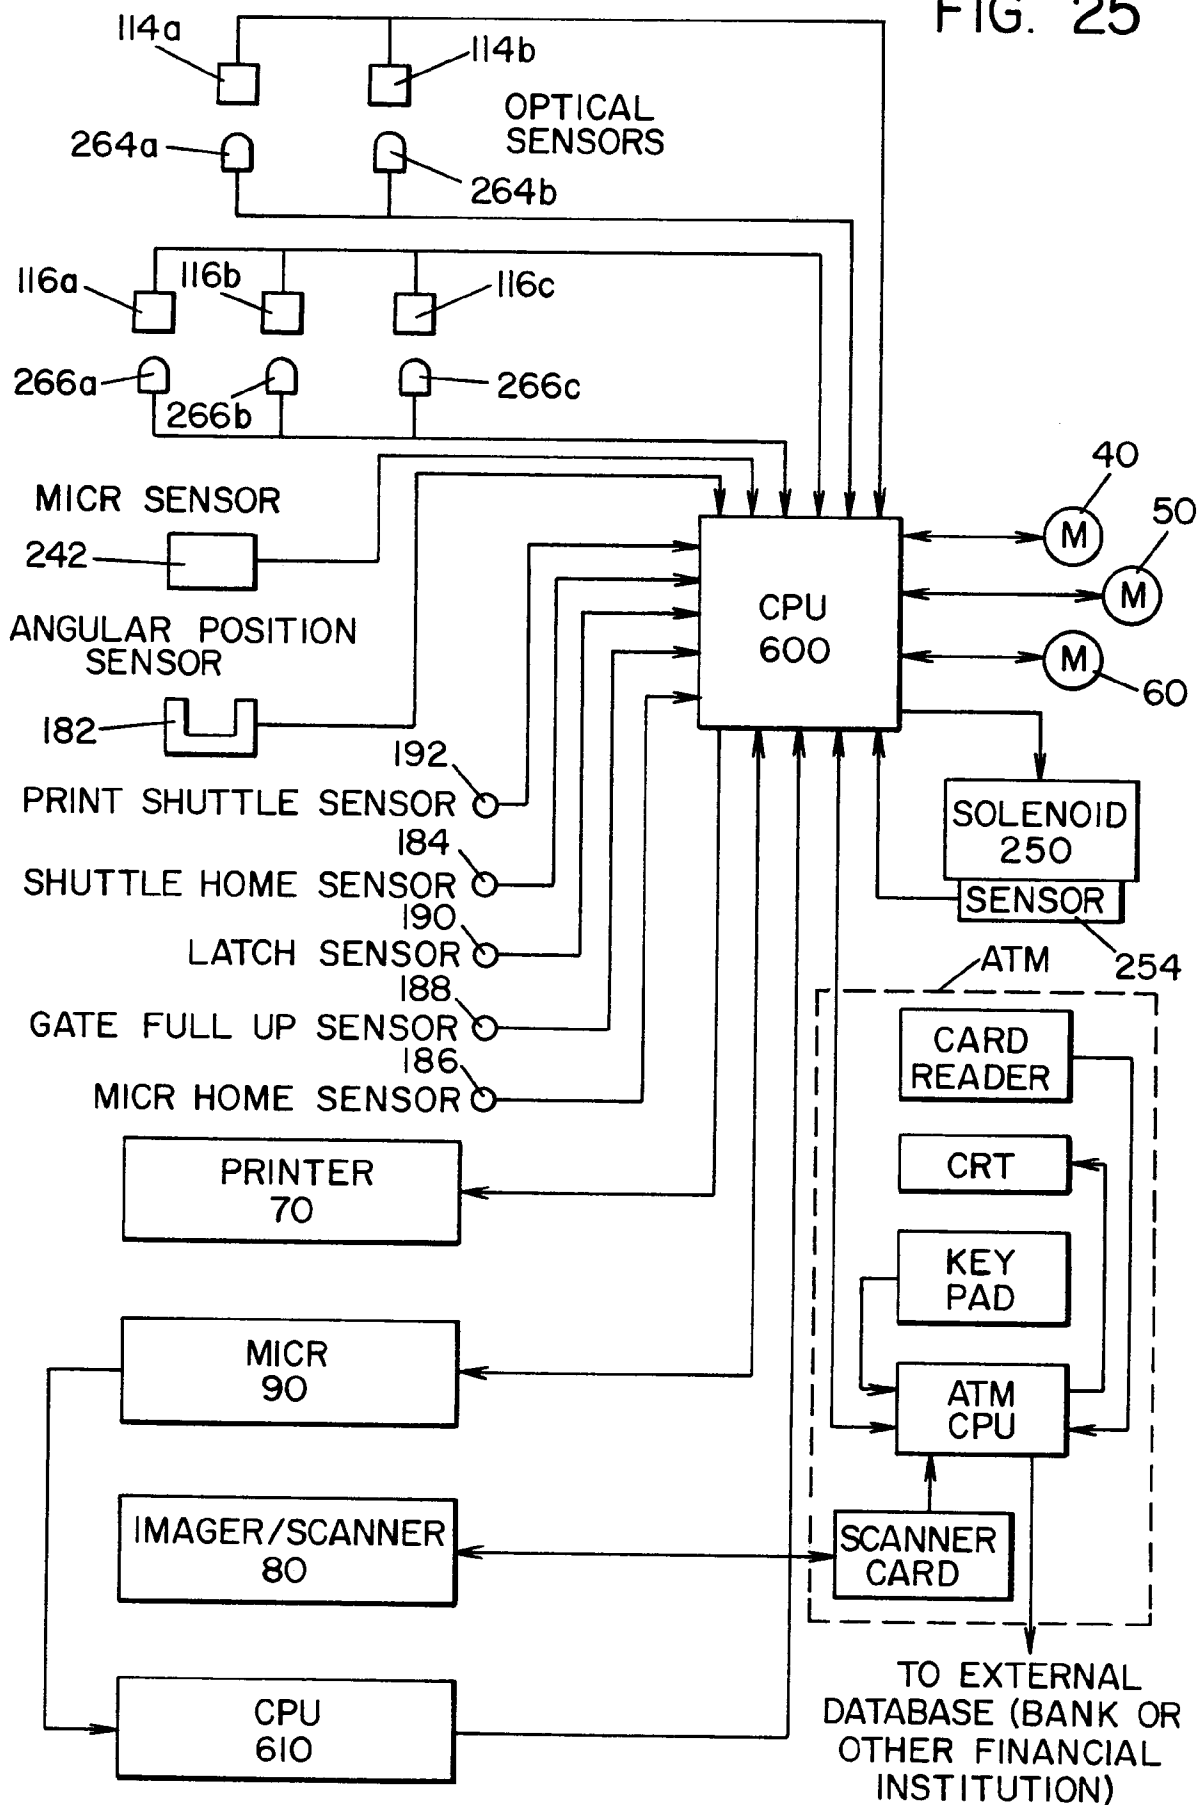 FIG. 25
114a
114b
OPTICAL
SENSORS
264a
264b
116a
116b
116c
266a
266b
266c
MICR SENSOR
242
ANGULAR POSITION
SENSOR
182
192
PRINT SHUTTLE SENSOR
184
SHUTTLE HOME SENSOR
190
LATCH SENSOR
188
GATE FULL UP SENSOR
186
MICR HOME SENSOR
CPU
600
40
M
50
M
M
60
SOLENOID
250
SENSOR
254
ATM
CARD
READER
CRT
KEY
PAD
ATM
CPU
SCANNER
CARD
PRINTER
70
MICR
90
IMAGER/SCANNER
80
CPU
610
TO EXTERNAL
DATABASE (BANK OR
OTHER FINANCIAL
INSTITUTION)